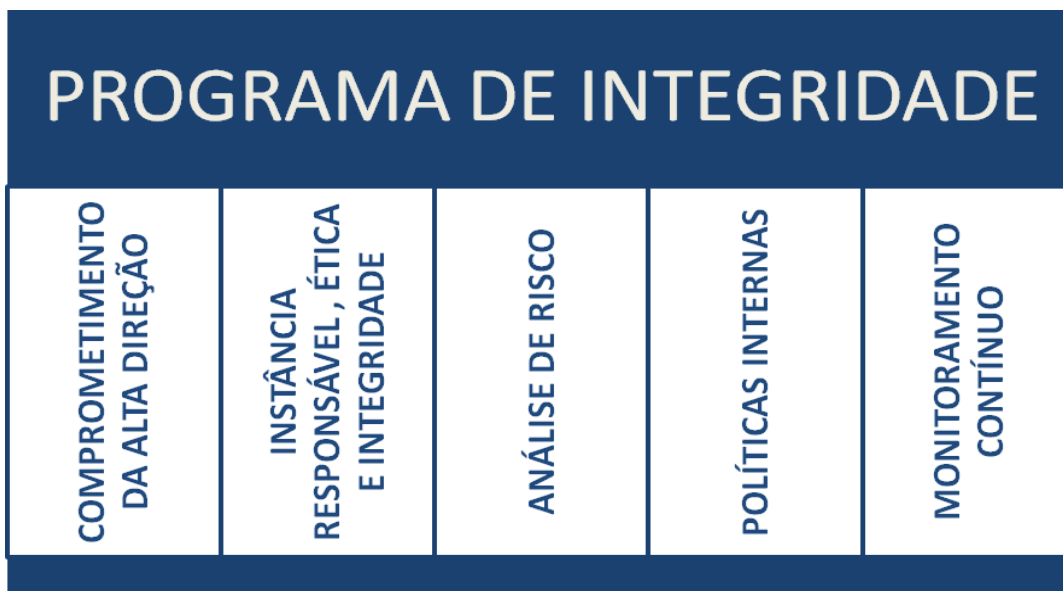 PROGRAMA DE INTEGRIDADE
COMPROMETIMENTO
DA ALTA DIREÇÃO
INSTÂNCIA
RESPONSÁVEL , ÉTICA
E INTEGRIDADE
ANÁLISE DE RISCO
POLÍTICAS INTERNAS
MONITORAMENTO
CONTÍNUO